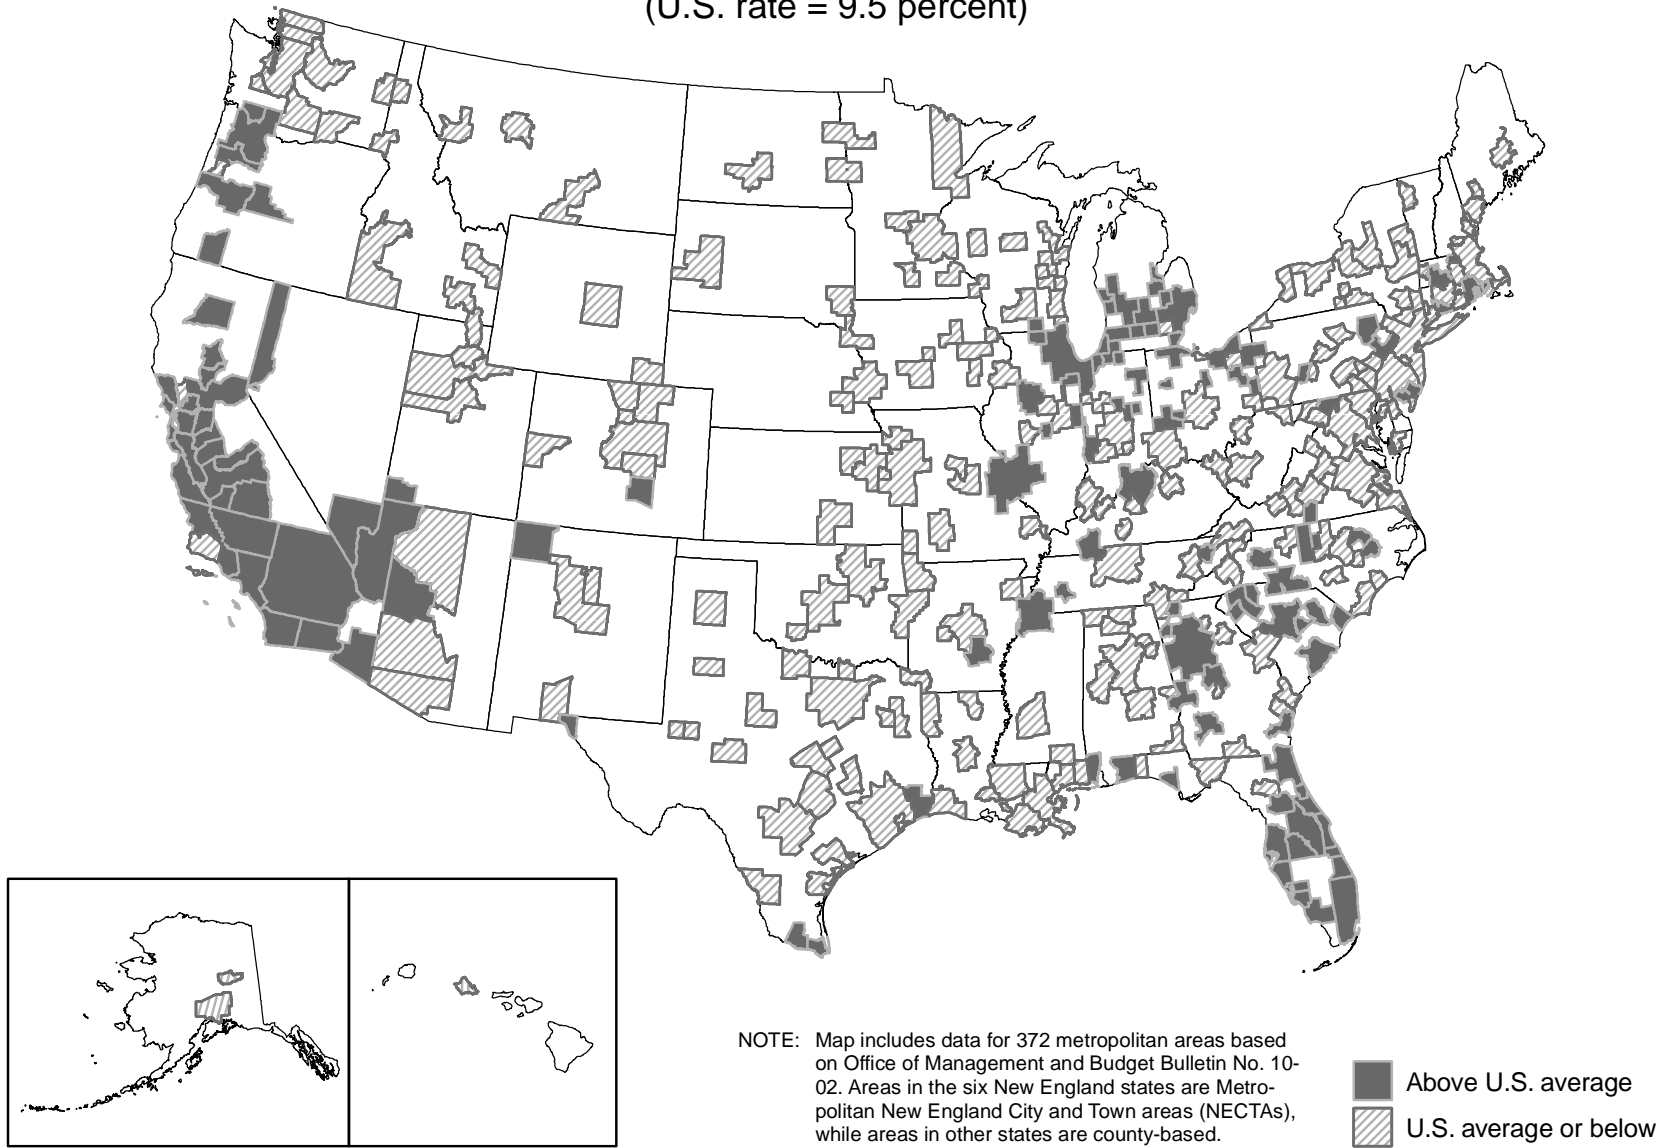 (U.S. rate = 9.5 percent)
NOTE: Map includes data for 372 metropolitan areas based
on Office of Management and Budget Bulletin No. 10-
02. Areas in the six New England states are Metro-
politan New England City and Town areas (NECTAs),
while areas in other states are county-based.
Above U.S. average
U.S. average or below